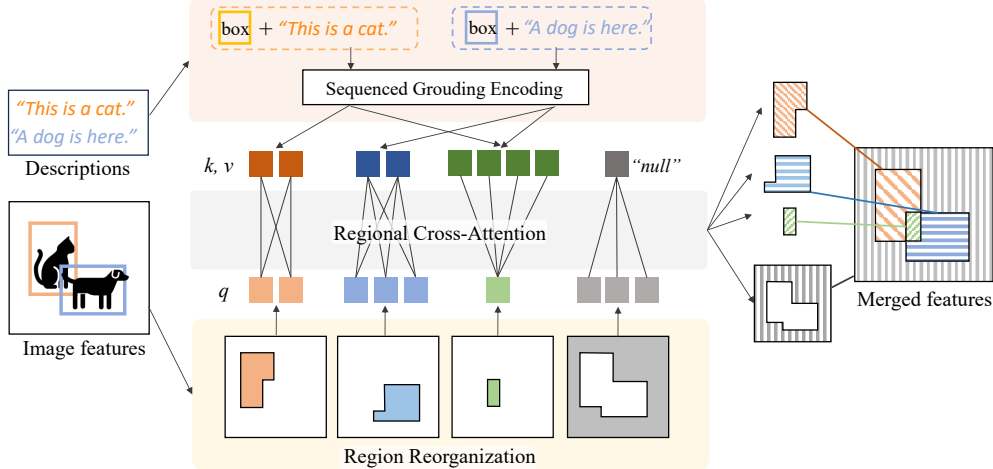 box + “This is a cat.”
box + “A dog is here.”
Sequenced Grouding Encoding
“This is a cat.”
“A dog is here.”
Descriptions
k, v
“null”
Regional Cross-Attention
q
Image features
Merged features
Region Reorganization